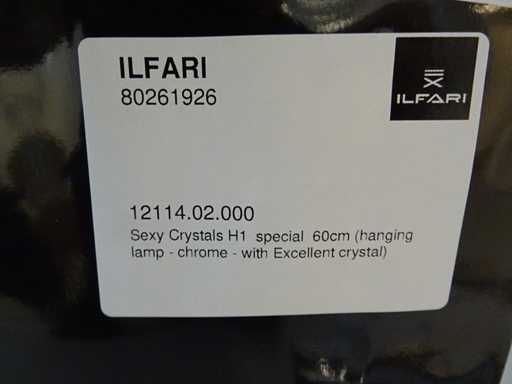 ILFARI
80261926
ILFARI
12114.02.000
Sexy Crystals H1 special 60cm (hanging
lamp - chrome - with Excellent crystal)